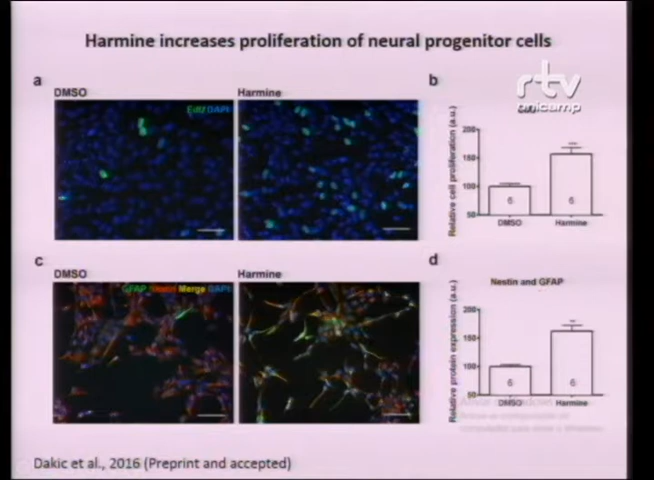 Harmine increases proliferation of neural progenitor cells
rtv
unicamp
a
DMSO
Harmine
EdU DAPI
b
Relative cell proliferation (a.u.)
200
150
100
50
6
6
DMSO
Harmine
c
DMSO
Harmine
GFAP Nestin Merge DAPI
d
Nestin and GFAP
Relative protein expression (a.u.)
200
150
100
50
6
6
DMSO
Harmine
Dakic et al., 2016 (Preprint and accepted)